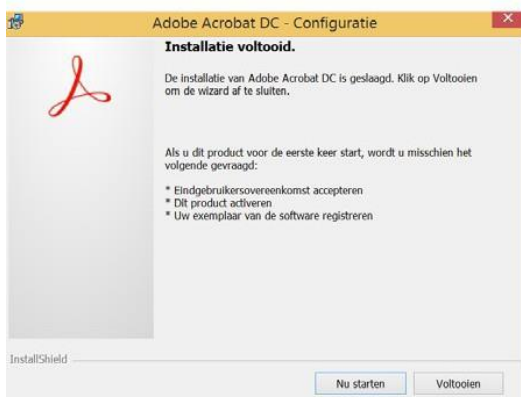 Adobe Acrobat DC - Configuratie
Installatie voltooid.
De installatie van Adobe Acrobat DC is geslaagd. Klik op Voltooien
om de wizard af te sluiten.
Als u dit product voor de eerste keer start, wordt u misschien het
volgende gevraagd:
* Eindgebruikersovereenkomst accepteren
* Dit product activeren
* Uw exemplaar van de software registreren
InstallShield
Nu starten
Voltooien